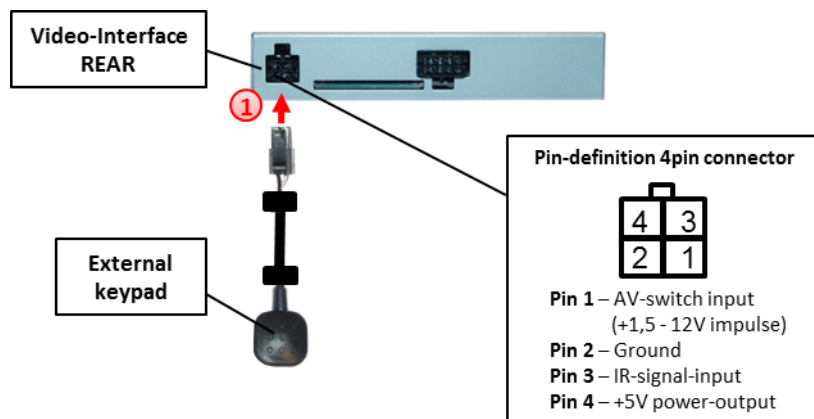 Video-Interface
REAR
1
External
keypad
Pin-definition 4pin connector
4 3
2 1
Pin 1 – AV-switch input
(+1,5 - 12V impulse)
Pin 2 – Ground
Pin 3 – IR-signal-input
Pin 4 – +5V power-output